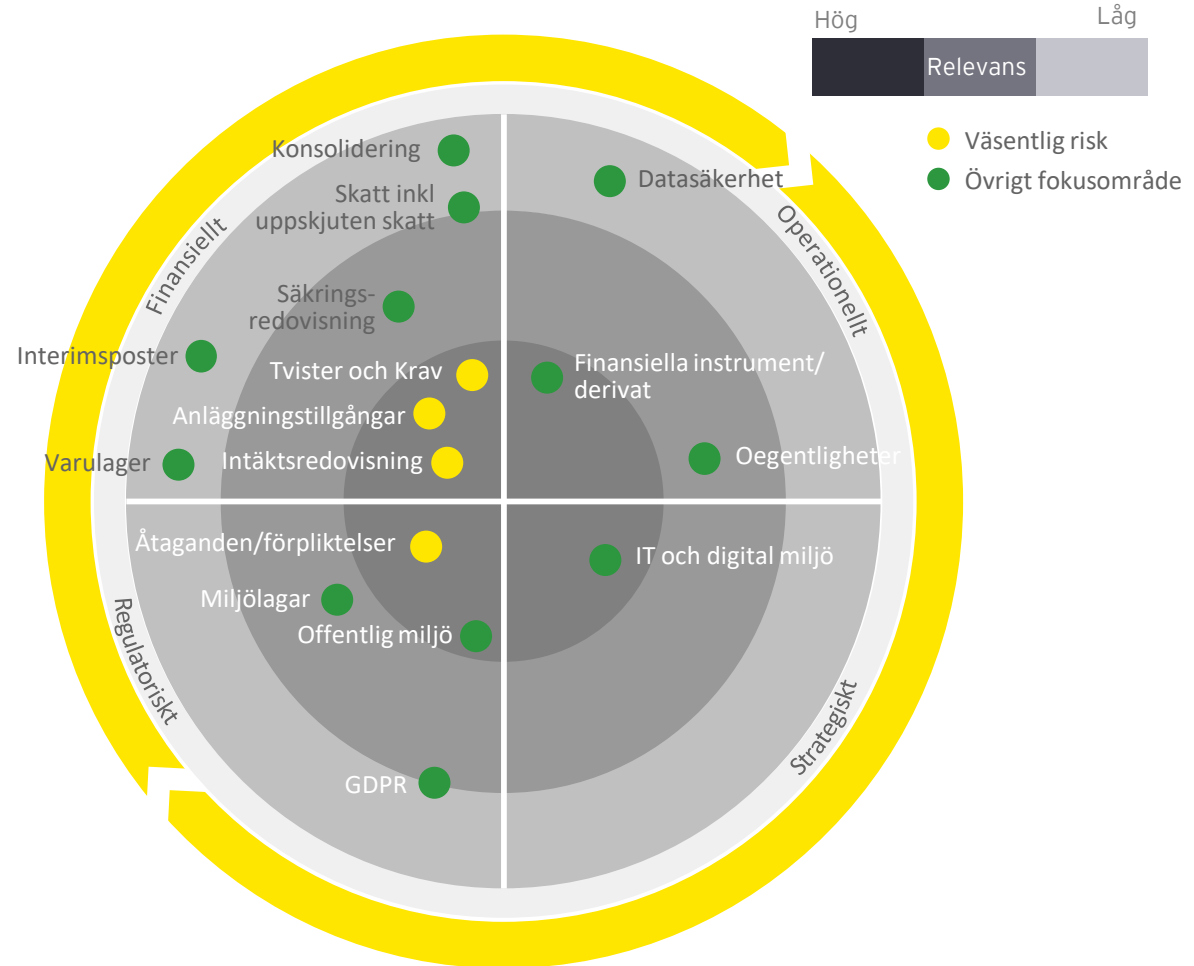 Hög
Låg
Relevans
Väsentlig risk
Övrigt fokusområde
Konsolidering
Skatt inkl
uppskjuten skatt
Datasäkerhet
Finansiellt
Operationellt
Säkrings-
redovisning
Interimsposter
Tvister och Krav
Finansiella instrument/
derivat
Anläggningstillgångar
Varulager
Intäktsredovisning
Oegentligheter
Åtaganden/förpliktelser
IT och digital miljö
Miljölagar
Offentlig miljö
Regulatoriskt
Strategiskt
GDPR